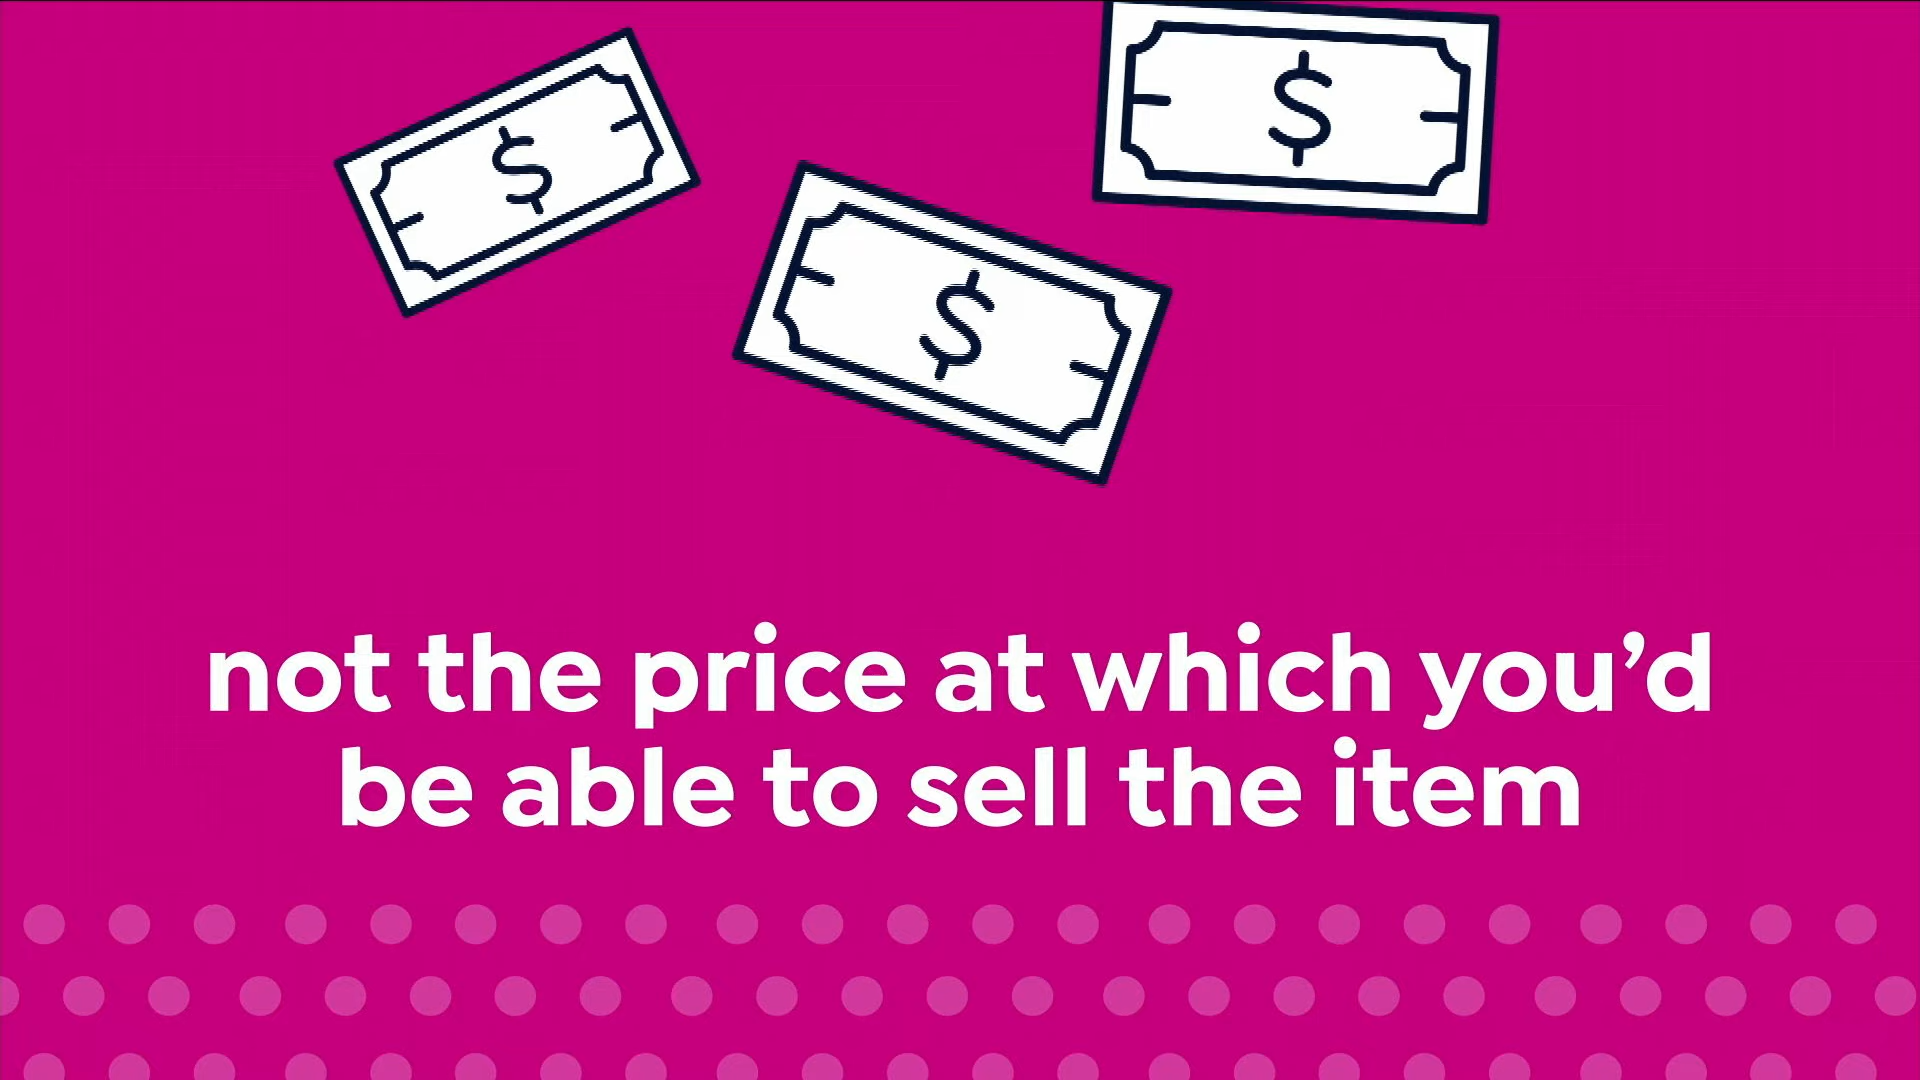 $
$
$
not the price at which you’d
be able to sell the item